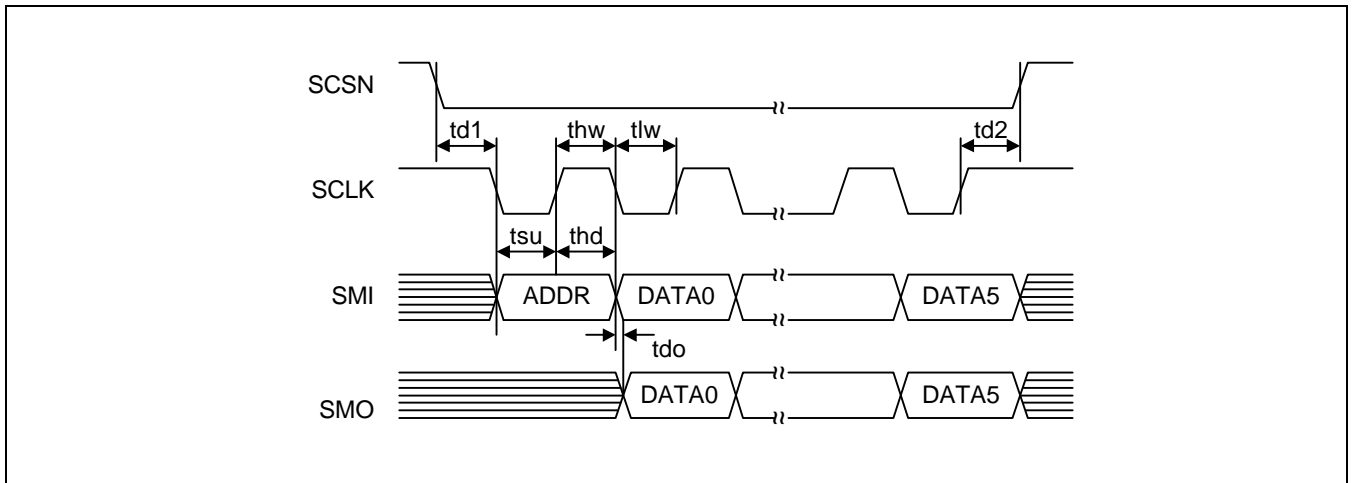 SCSN
td1 thw tlw td2
SCLK
tsu thd
SMI ADDR DATA0 DATA5
tdo
SMO DATA0 DATA5